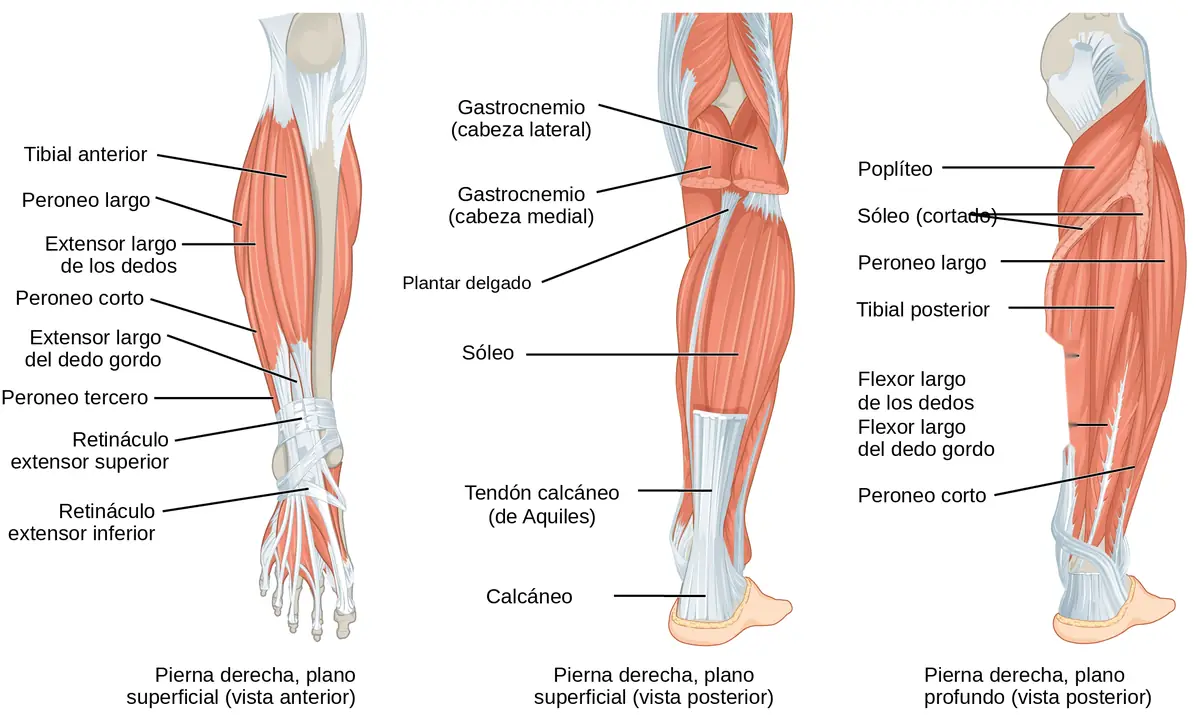 Tibial anterior
Peroneo largo
Extensor largo
de los dedos
Peroneo corto
Extensor largo
del dedo gordo
Peroneo tercero
Retináculo
extensor superior
Retináculo
extensor inferior
Pierna derecha, plano
superficial (vista anterior)
Gastrocnemio
(cabeza lateral)
Gastrocnemio
(cabeza medial)
Plantar delgado
Sóleo
Tendón calcáneo
(de Aquiles)
Calcáneo
Pierna derecha, plano
superficial (vista posterior)
Poplíteo
Sóleo (cortado)
Peroneo largo
Tibial posterior
Flexor largo
de los dedos
Flexor largo
del dedo gordo
Peroneo corto
Pierna derecha, plano
profundo (vista posterior)